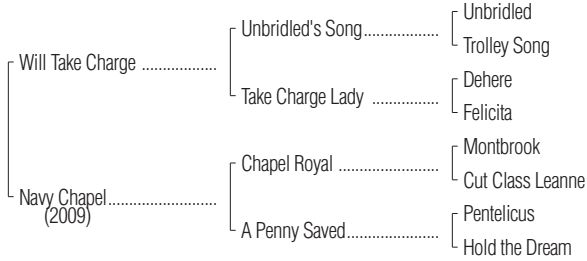 Unbridled
Unbridled's Song..................
Trolley Song
Will Take Charge ..................
Dehere
Take Charge Lady ................
Felicita
Montbrook
Chapel Royal ........................
Cut Class Leanne
Navy Chapel..........................
(2009)
Pentelicus
A Penny Saved......................
Hold the Dream